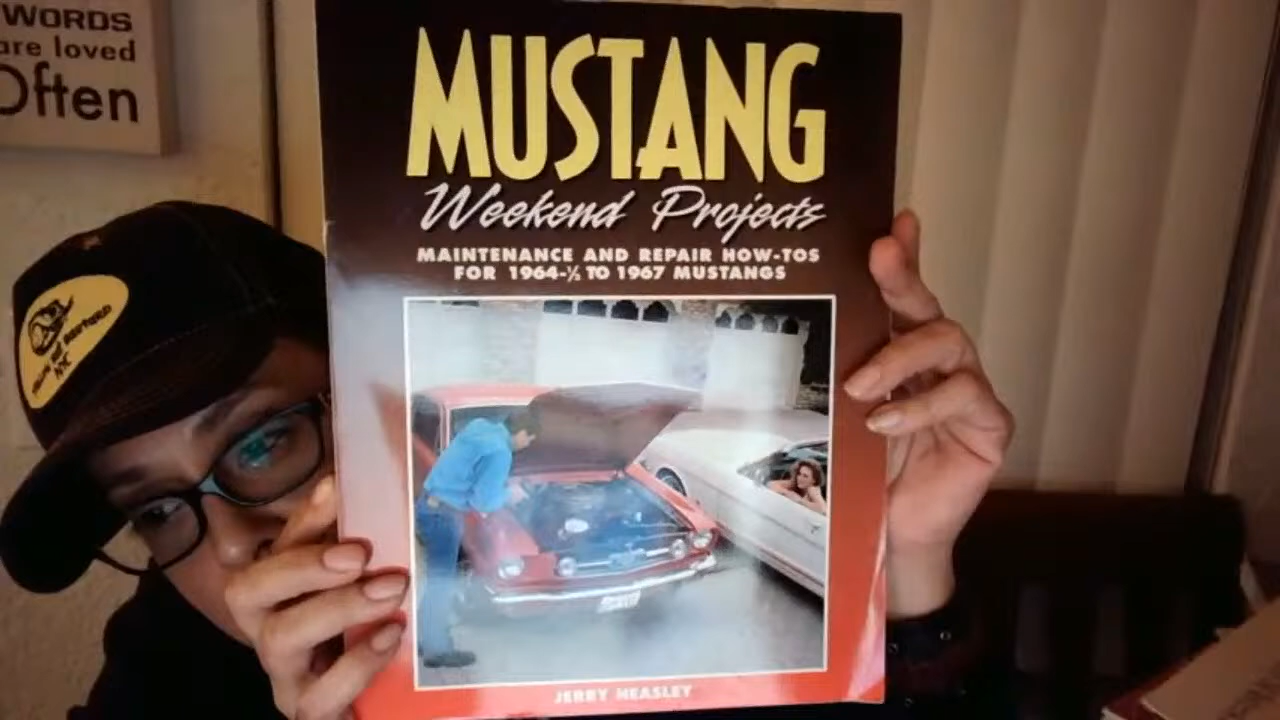 WORDS
are loved
Often
MUSTANG
Weekend Projects
MAINTENANCE AND REPAIR HOW-TOS
FOR 1964-½ TO 1967 MUSTANGS
JERRY HEASLEY
NYC